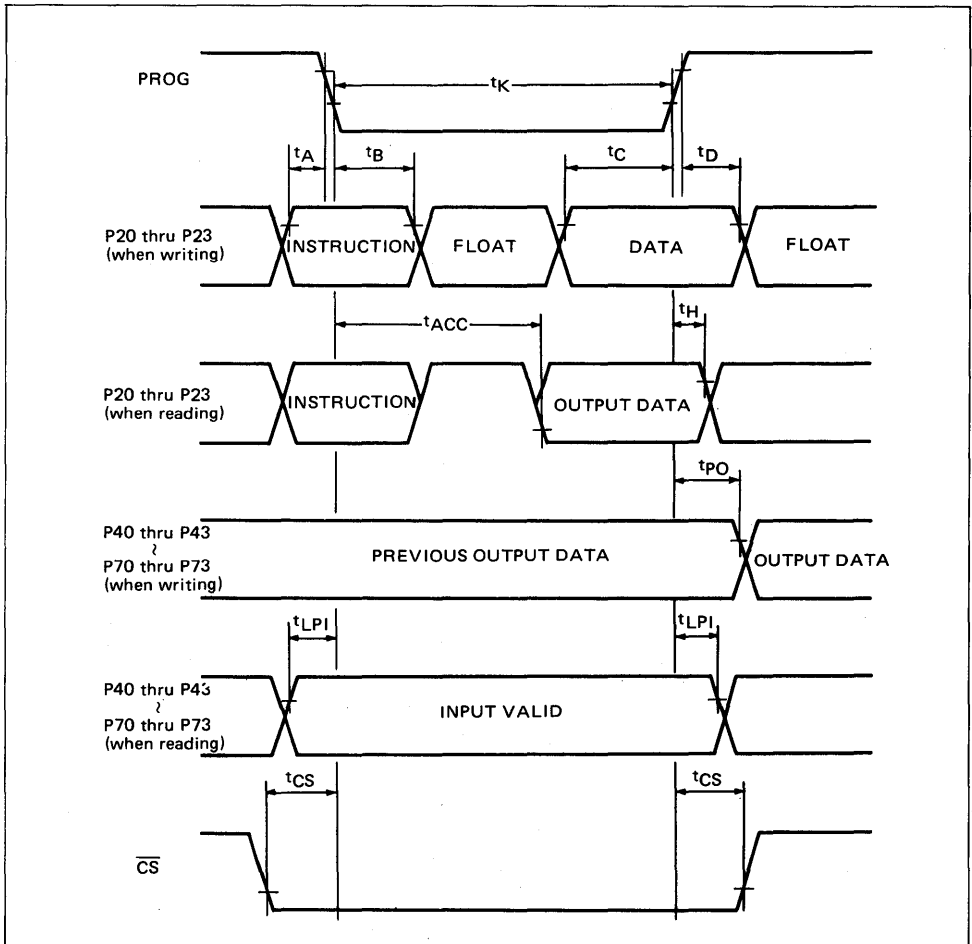 PROG
tK
tA
tB
tC
tD
P20 thru P23
(when writing)
INSTRUCTION
FLOAT
DATA
FLOAT
tACC
tH
P20 thru P23
(when reading)
INSTRUCTION
OUTPUT DATA
tPO
P40 thru P43
~
P70 thru P73
(when writing)
PREVIOUS OUTPUT DATA
OUTPUT DATA
tLPI
tLPI
P40 thru P43
~
P70 thru P73
(when reading)
INPUT VALID
tCS
tCS
CS